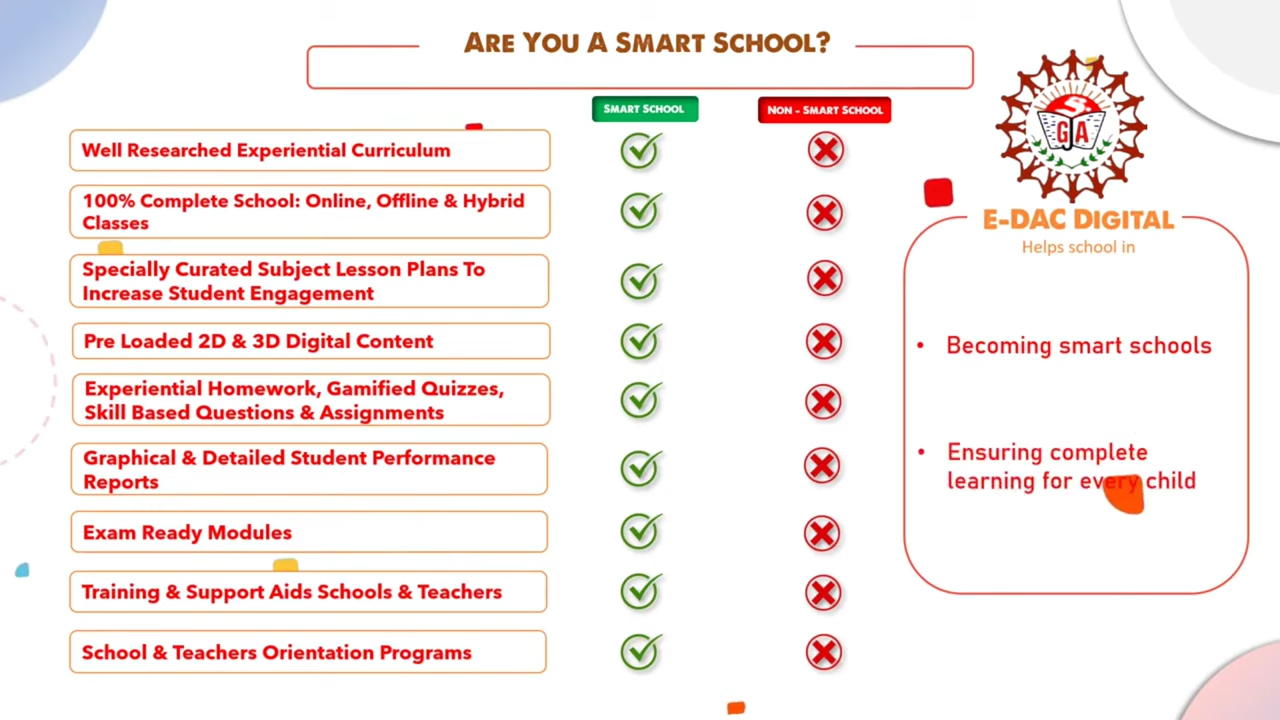 ARE YOU A SMART SCHOOL?
SMART SCHOOL
NON - SMART SCHOOL
Well Researched Experiential Curriculum
100% Complete School: Online, Offline & Hybrid
Classes
Specially Curated Subject Lesson Plans To
Increase Student Engagement
Pre Loaded 2D & 3D Digital Content
Experiential Homework, Gamified Quizzes,
Skill Based Questions & Assignments
Graphical & Detailed Student Performance
Reports
Exam Ready Modules
Training & Support Aids Schools & Teachers
School & Teachers Orientation Programs
S
G A
E-DAC DIGITAL
Helps school in
• Becoming smart schools
• Ensuring complete
learning for every child